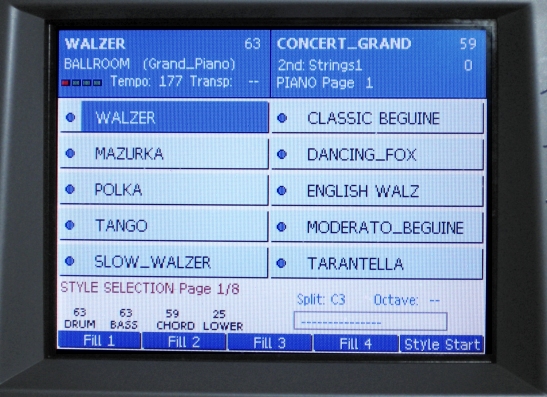 WALZER 63
BALLROOM (Grand_Piano)
Tempo: 177 Transp: --
CONCERT_GRAND 59
2nd: Strings1 0
PIANO Page 1
WALZER
MAZURKA
POLKA
TANGO
SLOW_WALZER
CLASSIC BEGUINE
DANCING_FOX
ENGLISH WALZ
MODERATO_BEGUINE
TARANTELLA
STYLE SELECTION Page 1/8
Split: C3 Octave: --
63 63 59 25
DRUM BASS CHORD LOWER
---------------
Fill 1 Fill 2 Fill 3 Fill 4 Style Start